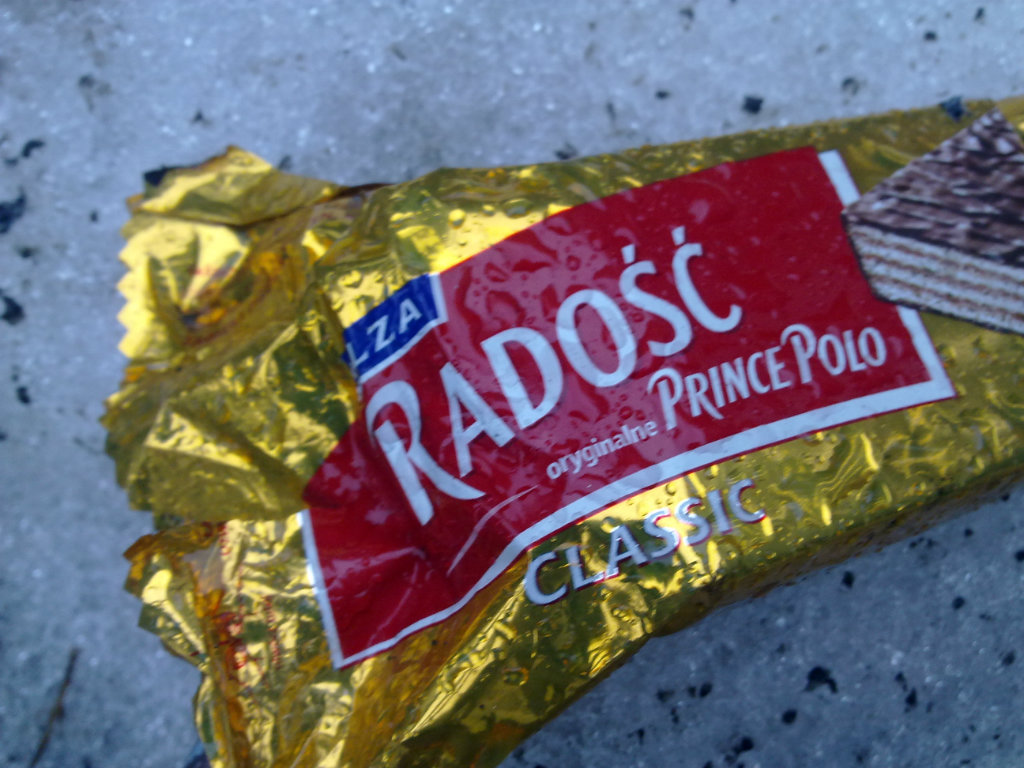 LZA
RADOŚĆ
oryginalne PRINCE POLO
CLASSIC